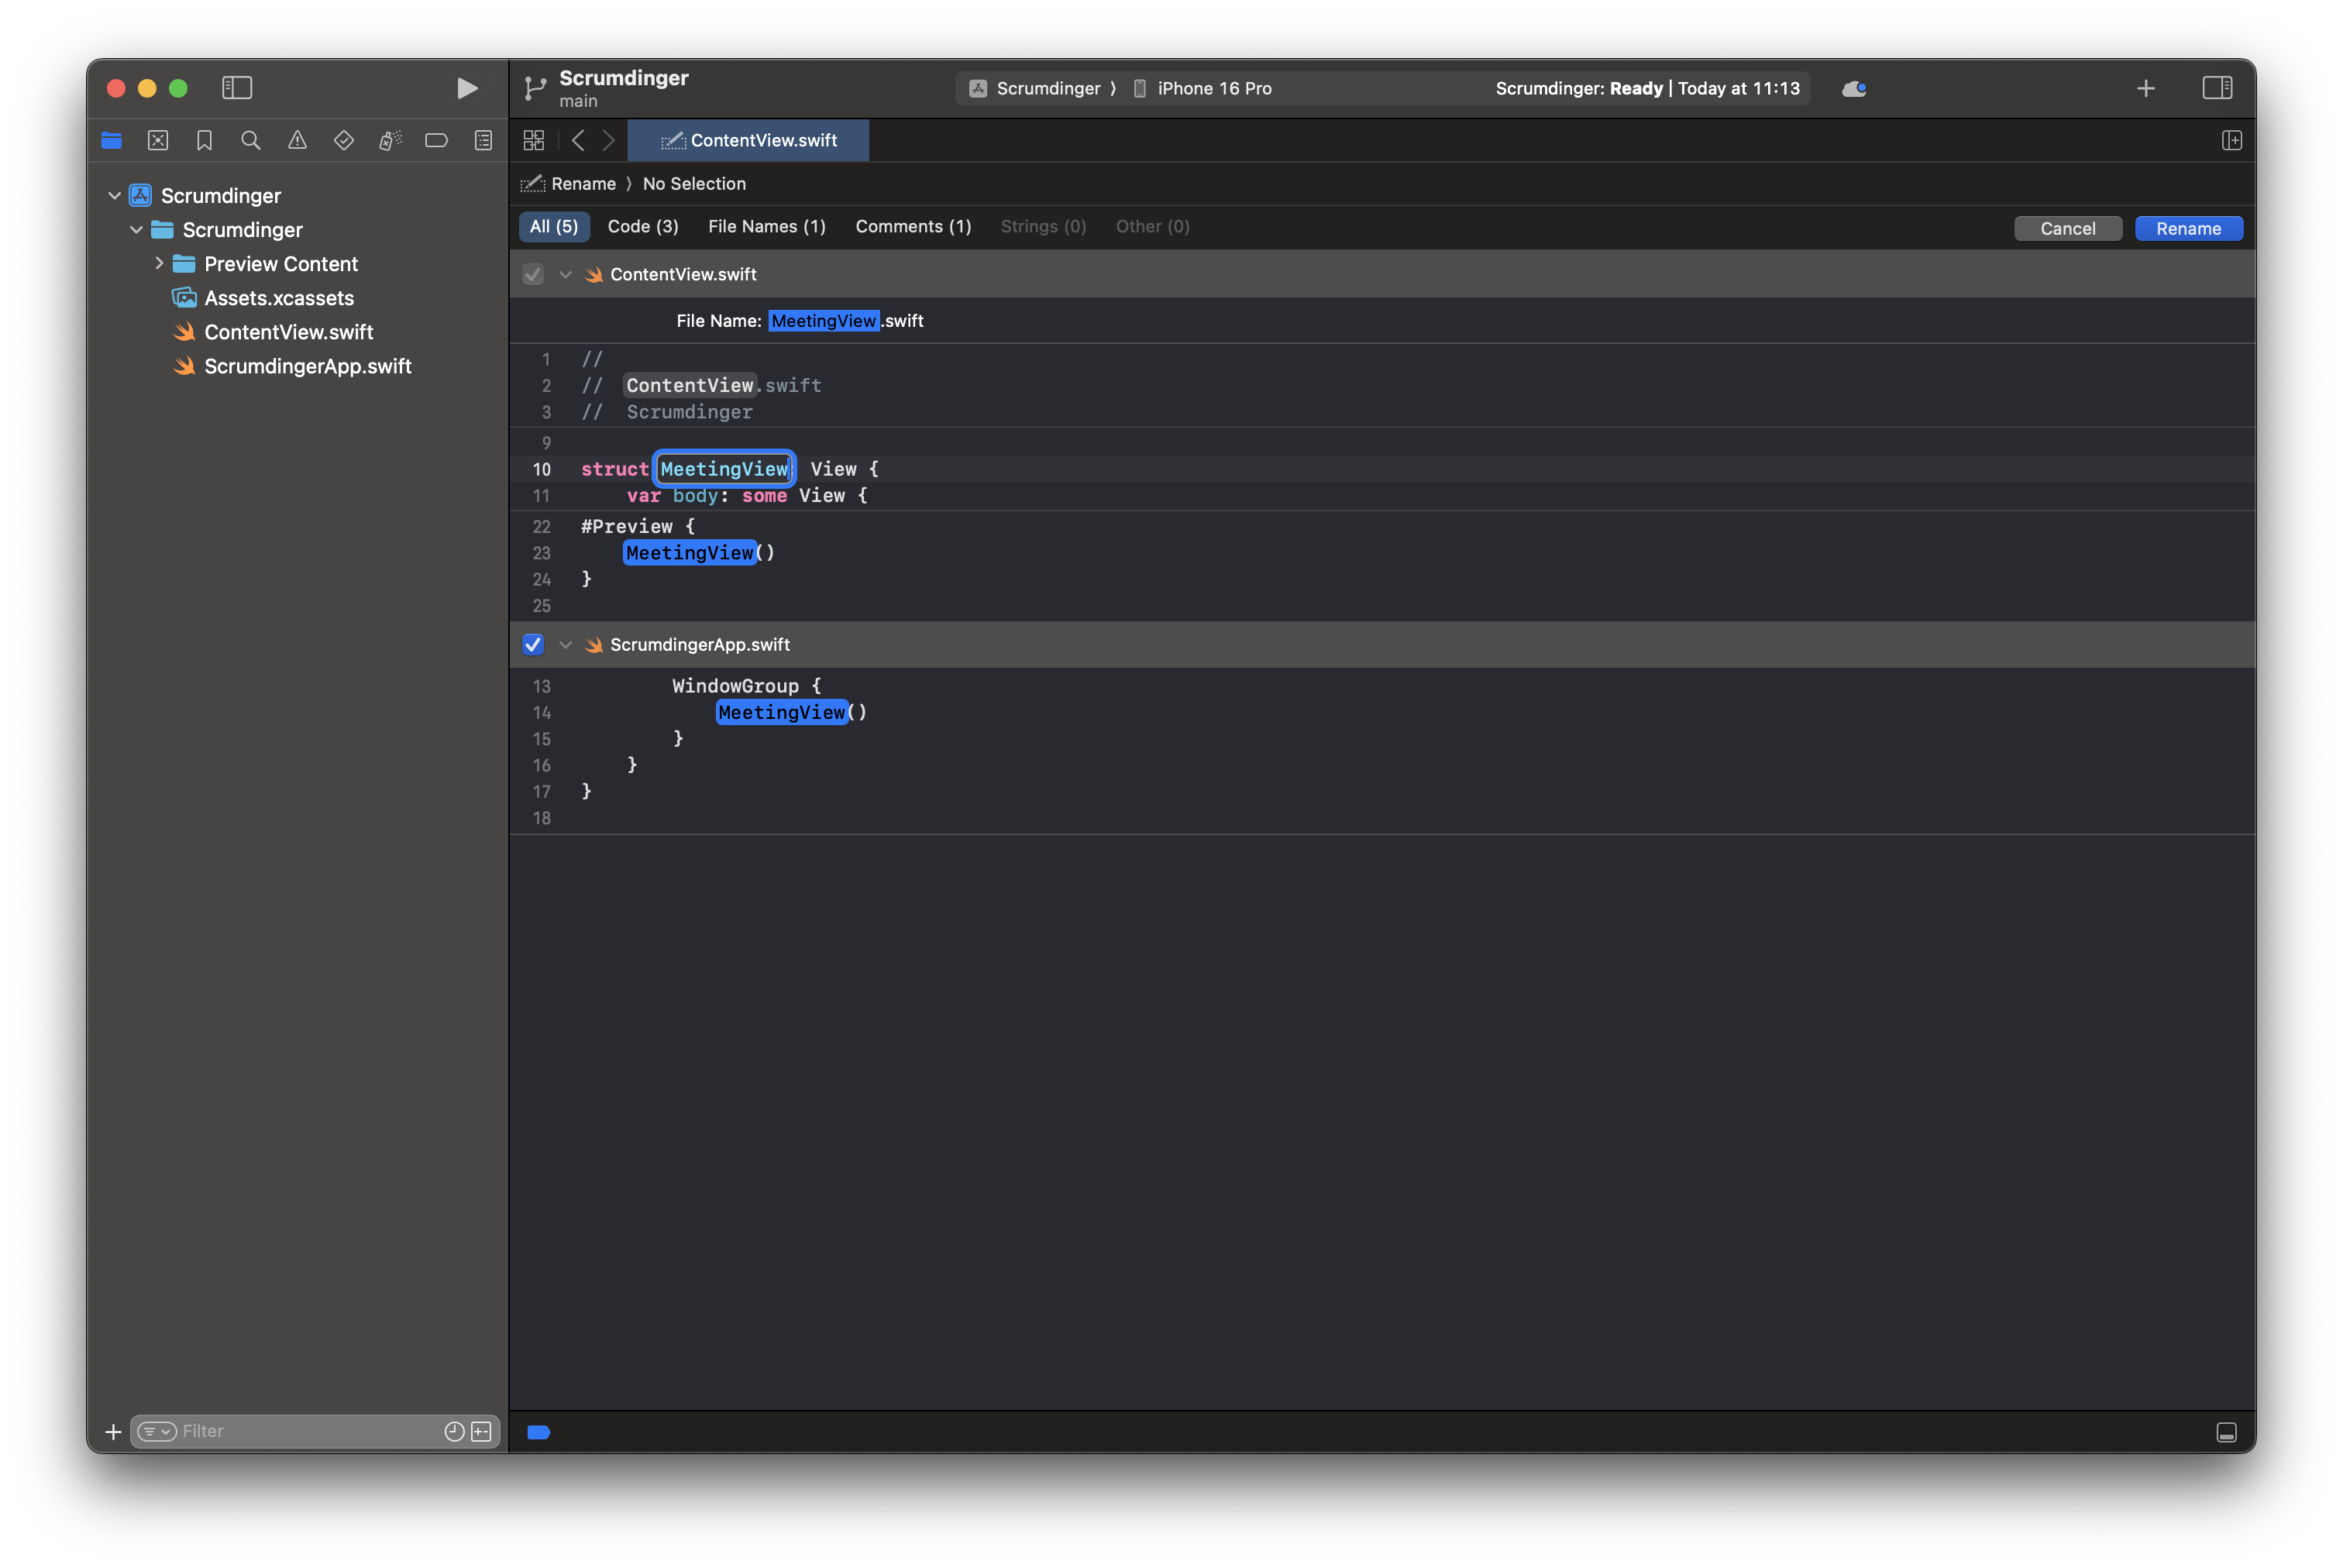 Scrumdinger
main
Scrumdinger 〉 iPhone 16 Pro
Scrumdinger: Ready | Today at 11:13
ContentView.swift
Rename 〉 No Selection
All (5) Code (3) File Names (1) Comments (1) Strings (0) Other (0) Cancel Rename
Scrumdinger
Scrumdinger
Preview Content
Assets.xcassets
ContentView.swift
ScrumdingerApp.swift
Filter
ContentView.swift
File Name: MeetingView.swift
1 //
2 // ContentView.swift
3 // Scrumdinger
9
10 struct MeetingView: View {
11 var body: some View {
22 #Preview {
23 MeetingView()
24 }
25
ScrumdingerApp.swift
13 WindowGroup {
14 MeetingView()
15 }
16 }
17 }
18